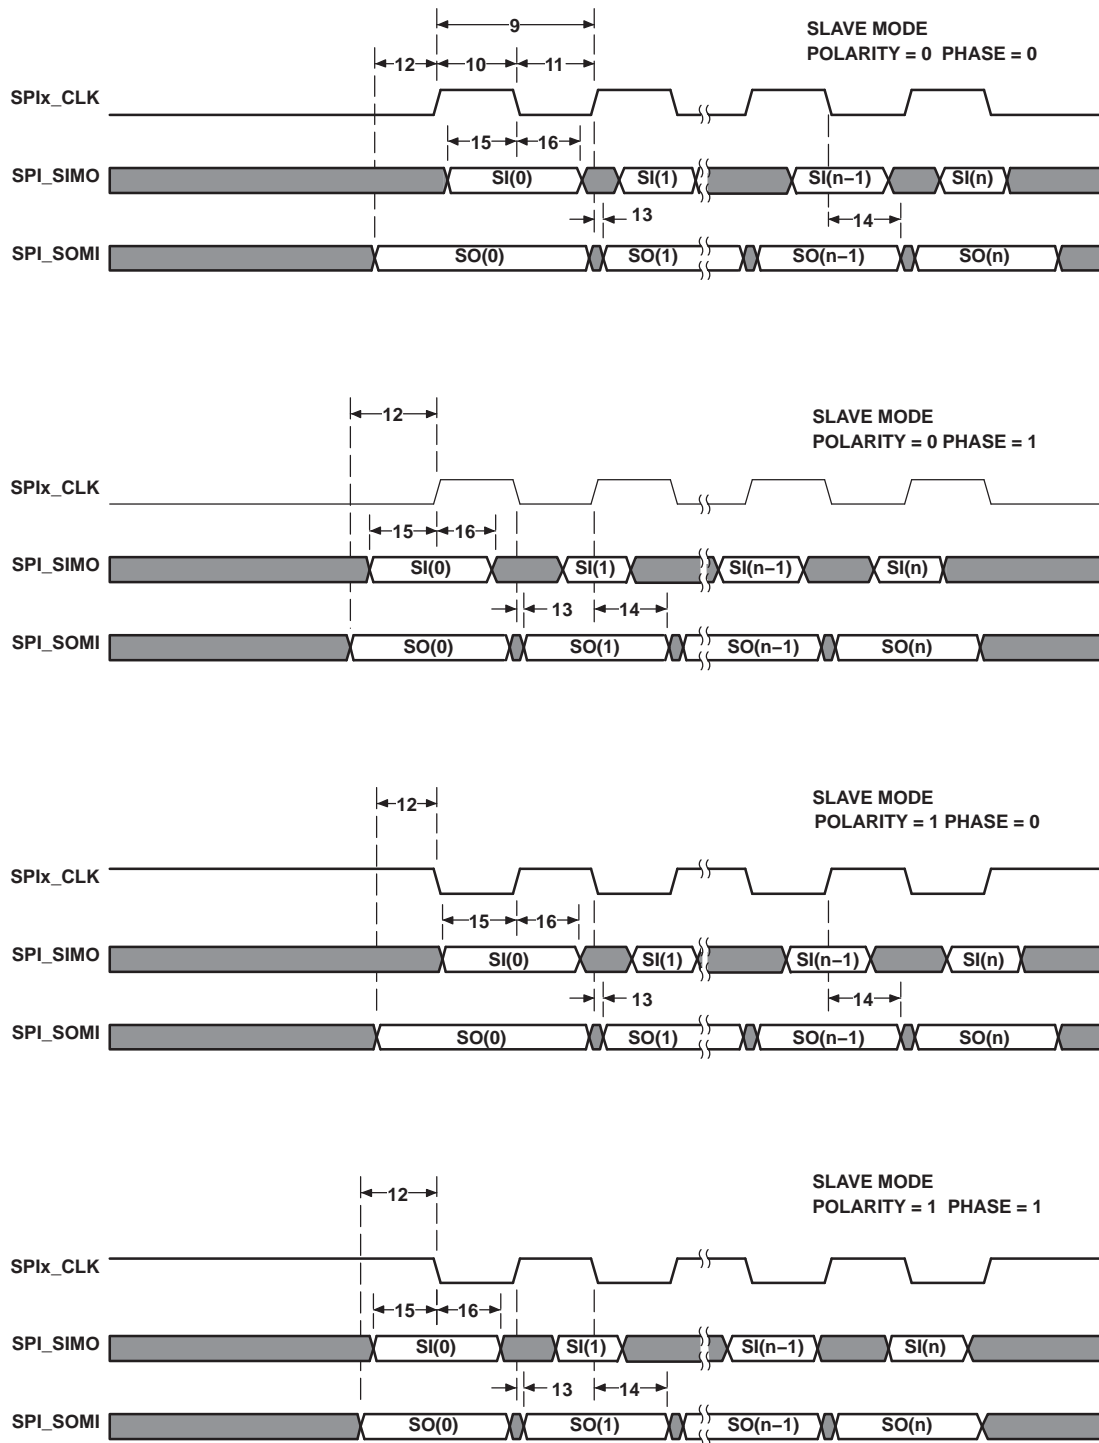 9
SLAVE MODE
POLARITY = 0 PHASE = 0
12 10 11
SPIx_CLK
15 16
SPI_SIMO SI(0) SI(1) SI(n−1) SI(n)
13 14
SPI_SOMI SO(0) SO(1) SO(n−1) SO(n)
12
SLAVE MODE
POLARITY = 0 PHASE = 1
SPIx_CLK
15 16
SPI_SIMO SI(0) SI(1) SI(n−1) SI(n)
13 14
SPI_SOMI SO(0) SO(1) SO(n−1) SO(n)
12
SLAVE MODE
POLARITY = 1 PHASE = 0
SPIx_CLK
15 16
SPI_SIMO SI(0) SI(1) SI(n−1) SI(n)
13 14
SPI_SOMI SO(0) SO(1) SO(n−1) SO(n)
12
SLAVE MODE
POLARITY = 1 PHASE = 1
SPIx_CLK
15 16
SPI_SIMO SI(0) SI(1) SI(n−1) SI(n)
13 14
SPI_SOMI SO(0) SO(1) SO(n−1) SO(n)